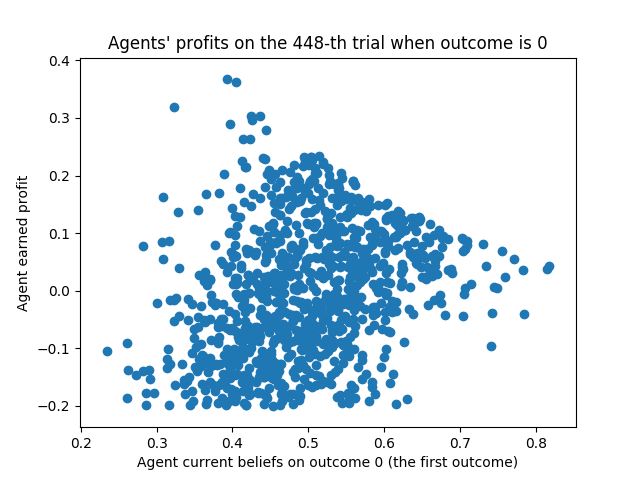 Agents' profits on the 448-th trial when outcome is 0
0.4
0.3
0.2
0.1
0.0
−0.1
−0.2
Agent earned profit
0.2 0.3 0.4 0.5 0.6 0.7 0.8
Agent current beliefs on outcome 0 (the first outcome)